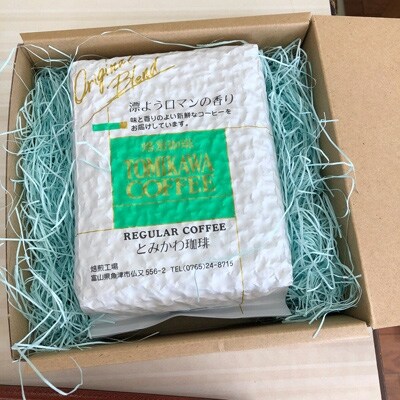 Original
Blend
漂ようロマンの香り
味と香りのよい新鮮なコーヒーを
お届けしています。
TOMIKAWA
COFFEE
REGULAR COFFEE
とみかわ珈琲
焙煎工場
富山県魚津市仏又556-2 TEL(0765)24-8715